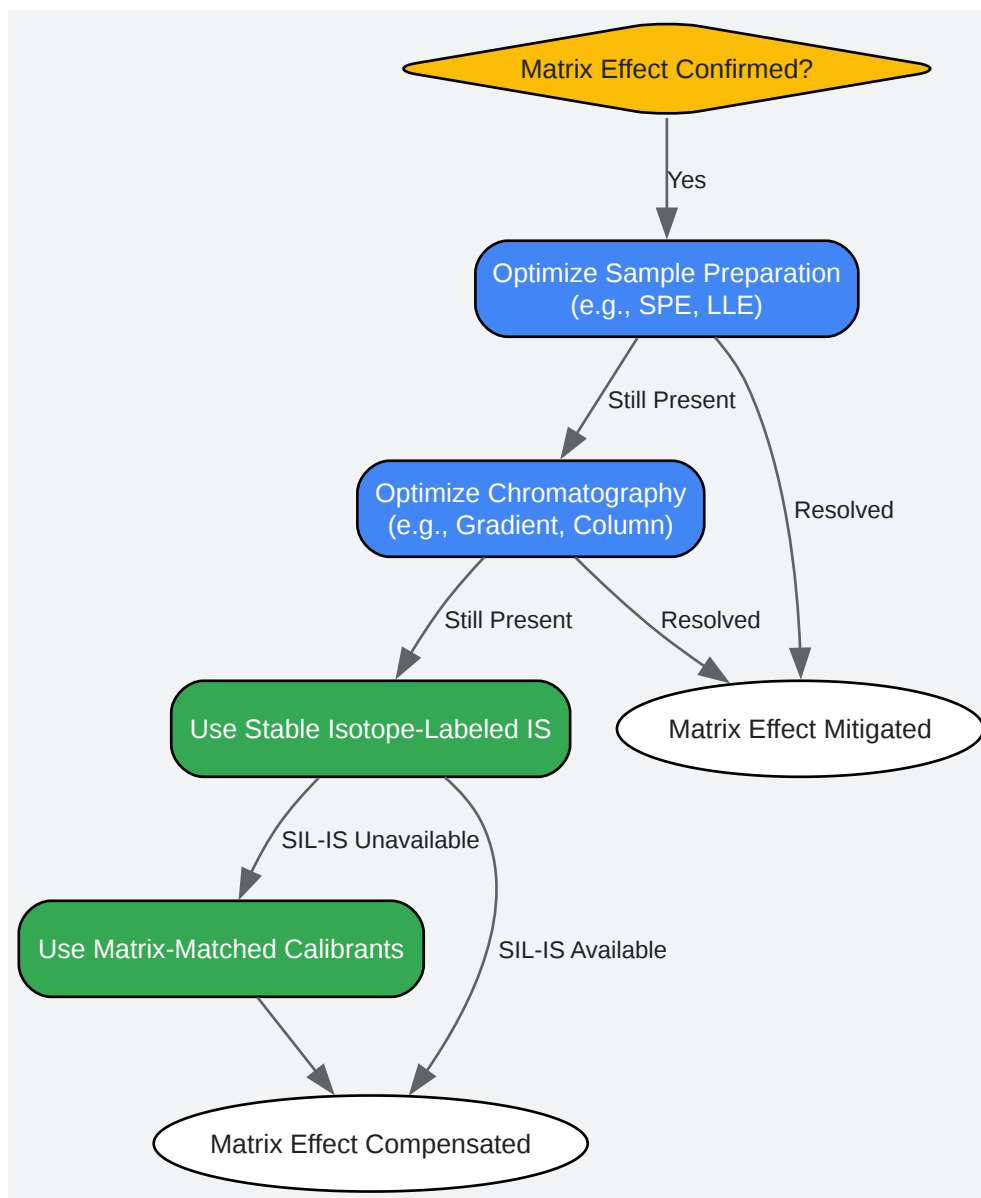 Matrix Effect Confirmed?
Yes
Optimize Sample Preparation
(e.g., SPE, LLE)
Still Present
Optimize Chromatography
(e.g., Gradient, Column)
Resolved
Still Present
Resolved
Use Stable Isotope-Labeled IS
Matrix Effect Mitigated
SIL-IS Unavailable
Use Matrix-Matched Calibrants
SIL-IS Available
Matrix Effect Compensated